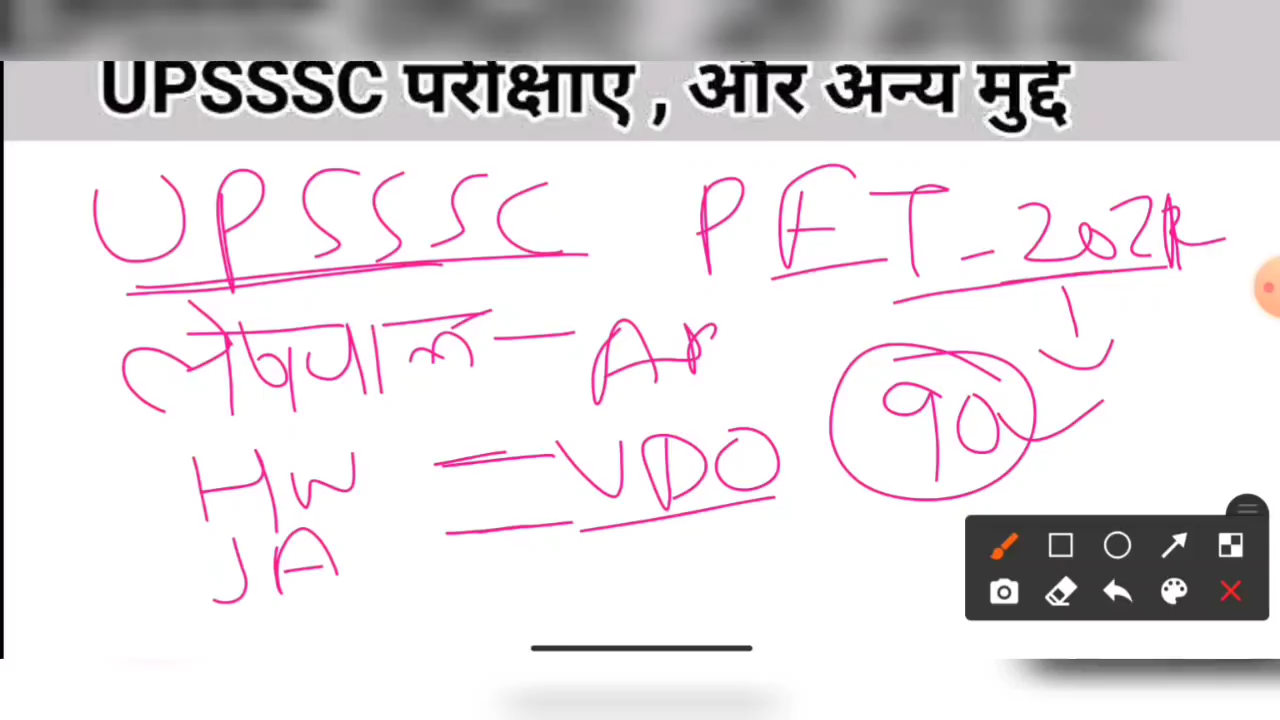 UPSSSC परीक्षाए , और अन्य मुद्दे
UPSSSC PET - 2021
लेखपाल - Ar
90
HW = VDO
JA